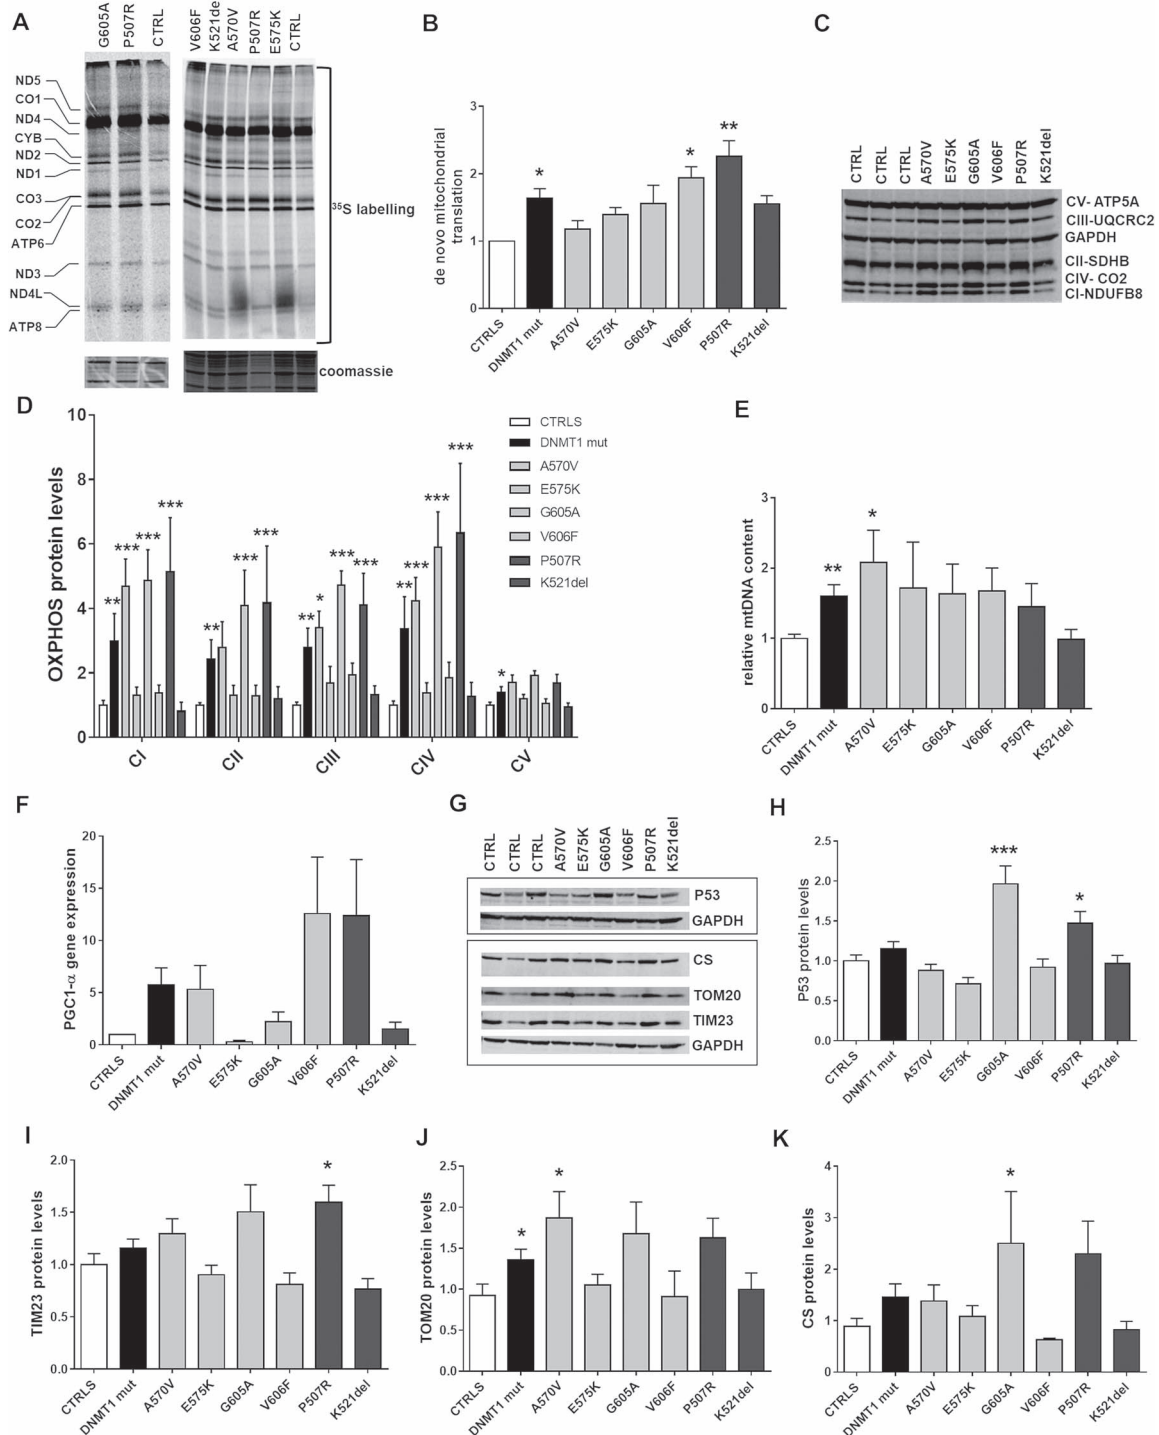 A
G605A
P507R
CTRL
V606F
K521de
A570V
P507R
E575K
CTRL
ND5
CO1
ND4
CYB
ND2
ND1
CO3
CO2
ATP6
ND3
ND4L
ATP8
³⁵S labelling
coomassie
B
de novo mitochondrial
translation
3
2
1
0
*
*
**
CTRLS
DNMT1 mut
A570V
E575K
G605A
V606F
P507R
K521del
C
CTRL
CTRL
CTRL
A570V
E575K
G605A
V606F
P507R
K521del
CV- ATP5A
CIII-UQCRC2
GAPDH
CII-SDHB
CIV- CO2
CI-NDUFB8
D
OXPHOS protein levels
10
8
6
4
2
0
**
***
***
***
**
***
***
**
*
***
***
**
***
***
***
*
CI
CII
CIII
CIV
CV
CTRLS
DNMT1 mut
A570V
E575K
G605A
V606F
P507R
K521del
E
relative mtDNA content
3
2
1
0
**
*
CTRLS
DNMT1 mut
A570V
E575K
G605A
V606F
P507R
K521del
F
PGC1-α gene expression
20
15
10
5
0
CTRLS
DNMT1 mut
A570V
E575K
G605A
V606F
P507R
K521del
G
CTRL
CTRL
CTRL
A570V
E575K
G605A
V606F
P507R
K521del
P53
GAPDH
CS
TOM20
TIM23
GAPDH
H
P53 protein levels
2.5
2.0
1.5
1.0
0.5
0.0
***
*
CTRLS
DNMT1 mut
A570V
E575K
G605A
V606F
P507R
K521del
I
TIM23 protein levels
2.0
1.5
1.0
0.5
0.0
*
CTRLS
DNMT1 mut
A570V
E575K
G605A
V606F
P507R
K521del
J
TOM20 protein levels
2.5
2.0
1.5
1.0
0.5
0.0
*
*
CTRLS
DNMT1 mut
A570V
E575K
G605A
V606F
P507R
K521del
K
CS protein levels
4
3
2
1
0
*
CTRLS
DNMT1 mut
A570V
E575K
G605A
V606F
P507R
K521del